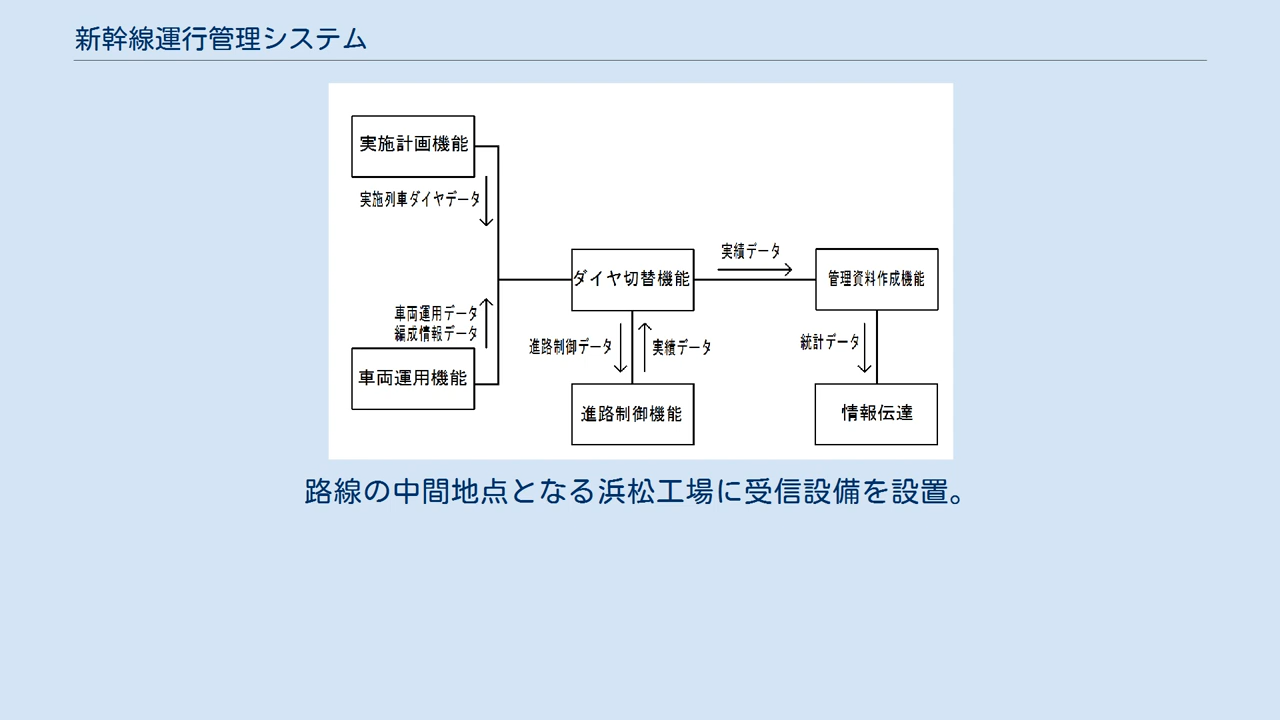 新幹線運行管理システム
実施計画機能
実施列車ダイヤデータ
車両運用データ
編成情報データ
車両運用機能
ダイヤ切替機能
進路制御データ
実績データ
進路制御機能
実績データ
管理資料作成機能
統計データ
情報伝達
路線の中間地点となる浜松工場に受信設備を設置。